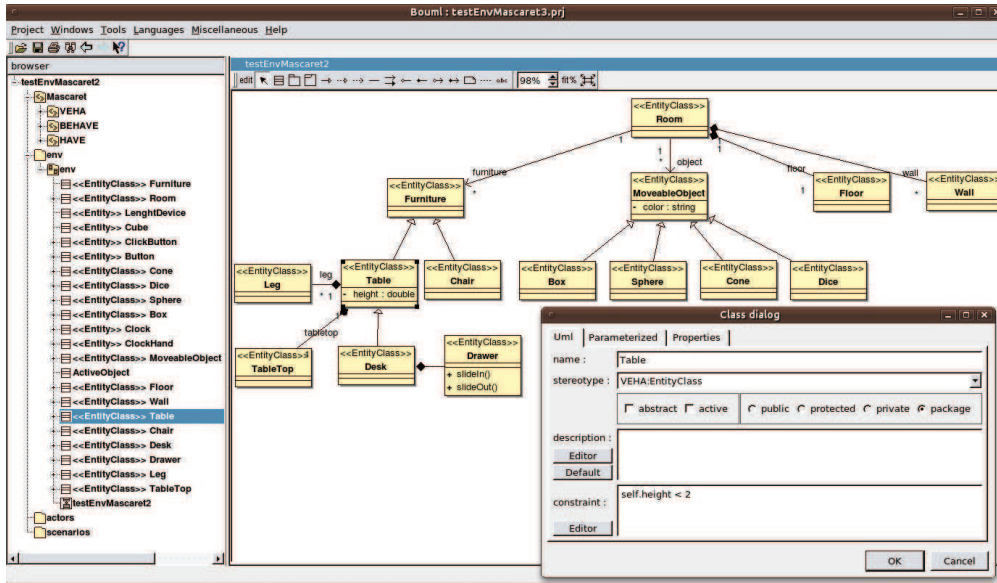 Bouml : testEnvMascaret3.prj
Project Windows Tools Languages Miscellaneous Help
browser
testEnvMascaret2
Mascaret
VEHA
BEHAVE
HAVE
env
env
<<EntityClass>> Furniture
<<EntityClass>> Room
<<Entity>> LenghtDevice
<<Entity>> Cube
<<Entity>> ClickButton
<<Entity>> Button
<<EntityClass>> Cone
<<EntityClass>> Dice
<<EntityClass>> Sphere
<<EntityClass>> Box
<<Entity>> Clock
<<Entity>> ClockHand
<<EntityClass>> MoveableObject
ActiveObject
<<EntityClass>> Floor
<<EntityClass>> Wall
<<EntityClass>> Table
<<EntityClass>> Chair
<<EntityClass>> Desk
<<EntityClass>> Drawer
<<EntityClass>> Leg
<<EntityClass>> TableTop
testEnvMascaret2
actors
scenarios
testEnvMascaret2
edit
abc
98%
fit%
<<EntityClass>>
Room
1
1
1
1
furniture
*
*
object
floor
1
wall
*
<<EntityClass>>
Furniture
<<EntityClass>>
MoveableObject
- color : string
<<EntityClass>>
Floor
<<EntityClass>>
Wall
<<EntityClass>>
Leg
leg
* 1
<<EntityClass>>
Table
- height : double
<<EntityClass>>
Chair
<<EntityClass>>
Box
<<EntityClass>>
Sphere
<<EntityClass>>
Cone
<<EntityClass>>
Dice
1
tabletop
1
<<EntityClass>>
TableTop
<<EntityClass>>
Desk
<<EntityClass>>
Drawer
+ slideIn()
+ slideOut()
Class dialog
Uml Parameterized Properties
name : Table
stereotype : VEHA:EntityClass
abstract active public protected private package
description :
Editor
Default
constraint : self.height < 2
Editor
OK Cancel